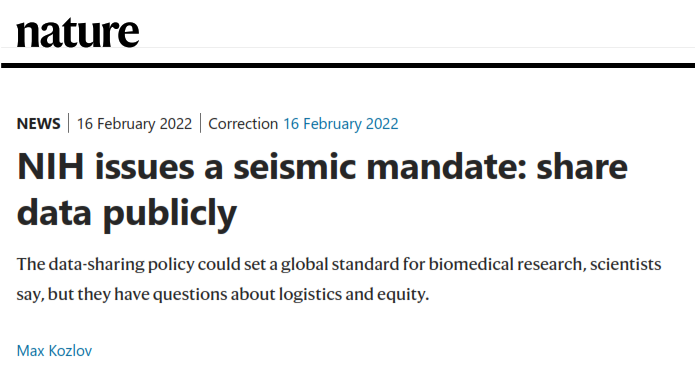 nature
NEWS | 16 February 2022 | Correction 16 February 2022
NIH issues a seismic mandate: share
data publicly
The data-sharing policy could set a global standard for biomedical research, scientists
say, but they have questions about logistics and equity.
Max Kozlov